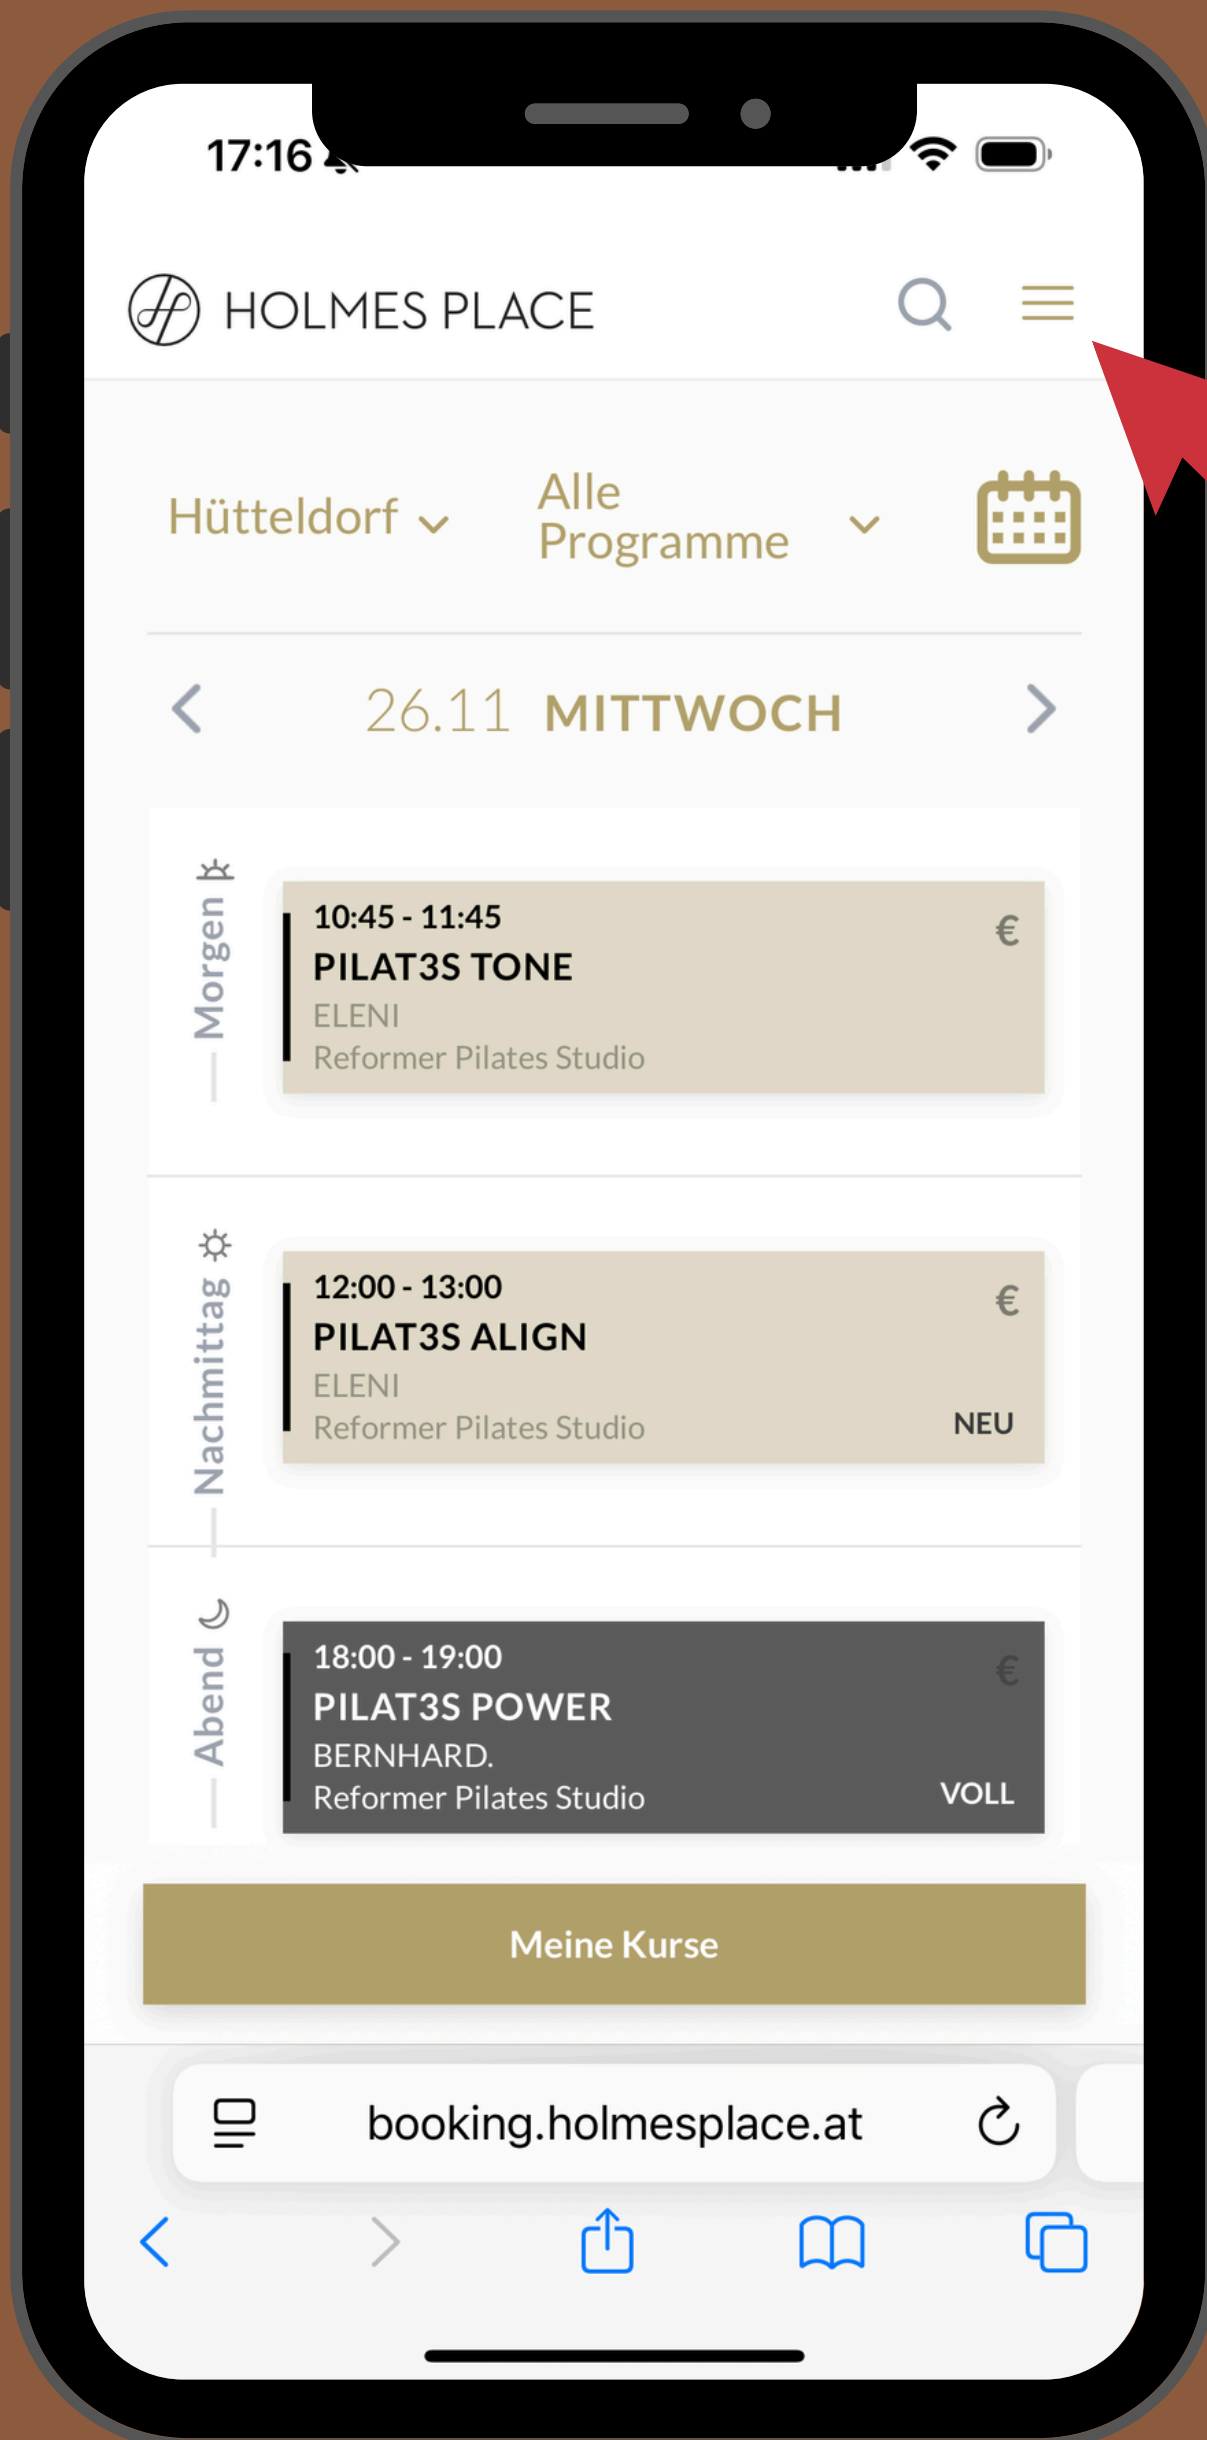 17:16
HOLMES PLACE
Hütteldorf
Alle
Programme
26.11 MITTWOCH
Morgen
10:45 - 11:45
€
PILAT3S TONE
ELENI
Reformer Pilates Studio
Nachmittag
12:00 - 13:00
€
PILAT3S ALIGN
ELENI
Reformer Pilates Studio
NEU
Abend
18:00 - 19:00
€
PILAT3S POWER
BERNHARD.
Reformer Pilates Studio
VOLL
Meine Kurse
booking.holmesplace.at